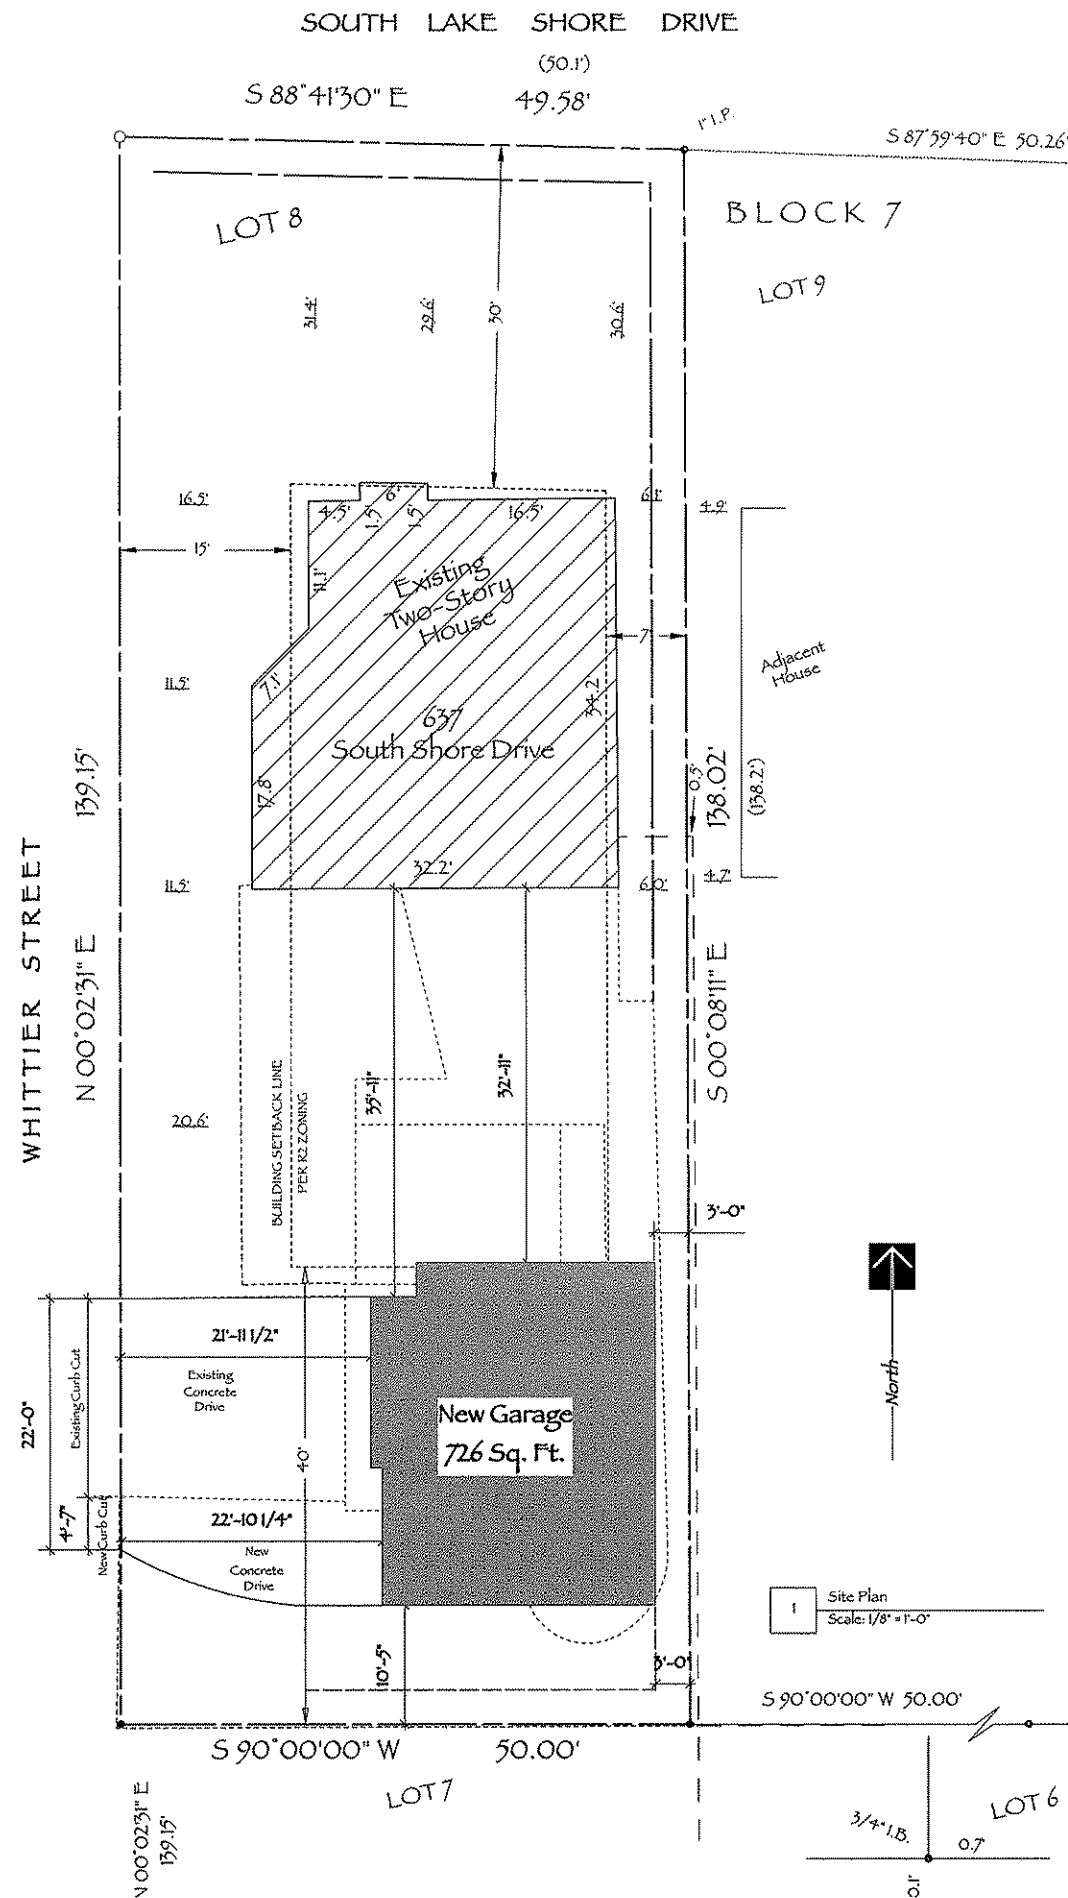 SOUTH LAKE SHORE DRIVE
(50.1')
S 88°41'30" E 49.58'
1" I.P.
S 87°59'40" E 50.26'
LOT 8
BLOCK 7
LOT 9
31.4'
29.6'
30'
30.6'
16.5'
4.5'
1.5'
6'
1.5'
16.5'
6.1'
4.9'
15'
11.1'
Existing
Two-Story
House
7'
Adjacent
House
11.5'
7.1'
34.2'
637
South Shore Drive
17.8'
32.2'
0.5'
138.02'
(138.2')
139.15'
WHITTIER STREET
N 00°02'31" E
11.5'
6.0'
4.7'
S 00°08'11" E
35'-11"
32'-11"
BUILDING SETBACK LINE
PER R2 ZONING
20.6'
3'-0"
21'-11 1/2"
Existing
Concrete
Drive
Existing Curb Cut
22'-0"
North
New Garage
726 Sq. Ft.
40'
4'-7"
New Curb Cut
22'-10 1/4"
New
Concrete
Drive
1
Site Plan
Scale: 1/8" = 1'-0"
10'-5"
3'-0"
S 90°00'00" W 50.00'
S 90°00'00" W 50.00'
LOT 7
N 00°02'31" E
139.15'
LOT 6
3/4" I.B.
0.7'
0.1'